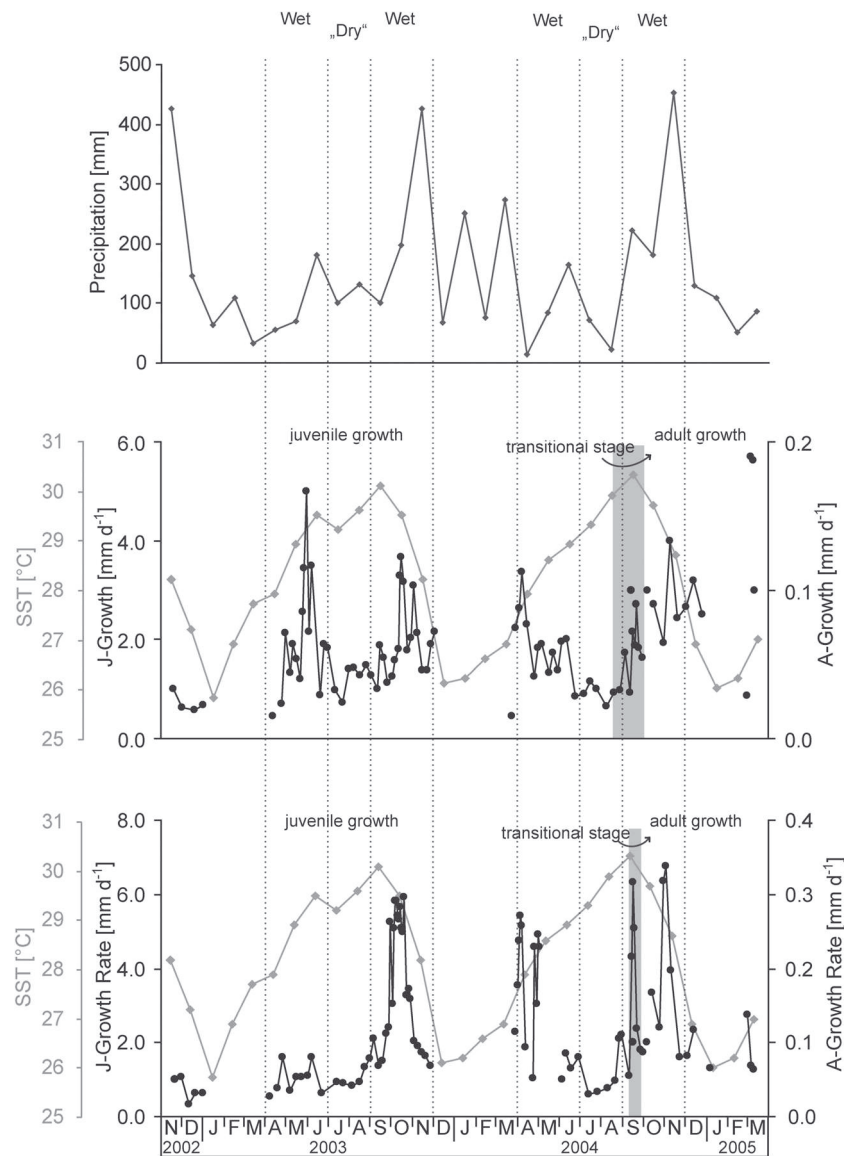 Wet Wet Wet Wet
„Dry“ „Dry“
500
400
300
200
100
0
Precipitation [mm]
juvenile growth
transitional stage
adult growth
31
30
29
28
27
26
25
SST [°C]
6.0
4.0
2.0
0.0
J-Growth [mm d-1]
0.2
0.1
0.0
A-Growth [mm d-1]
juvenile growth
transitional stage
adult growth
31
30
29
28
27
26
25
SST [°C]
8.0
6.0
4.0
2.0
0.0
J-Growth Rate [mm d-1]
0.4
0.3
0.2
0.1
0.0
A-Growth Rate [mm d-1]
N D J F M A M J J A S O N D J F M A M J J A S O N D J F M
2002 2003 2004 2005